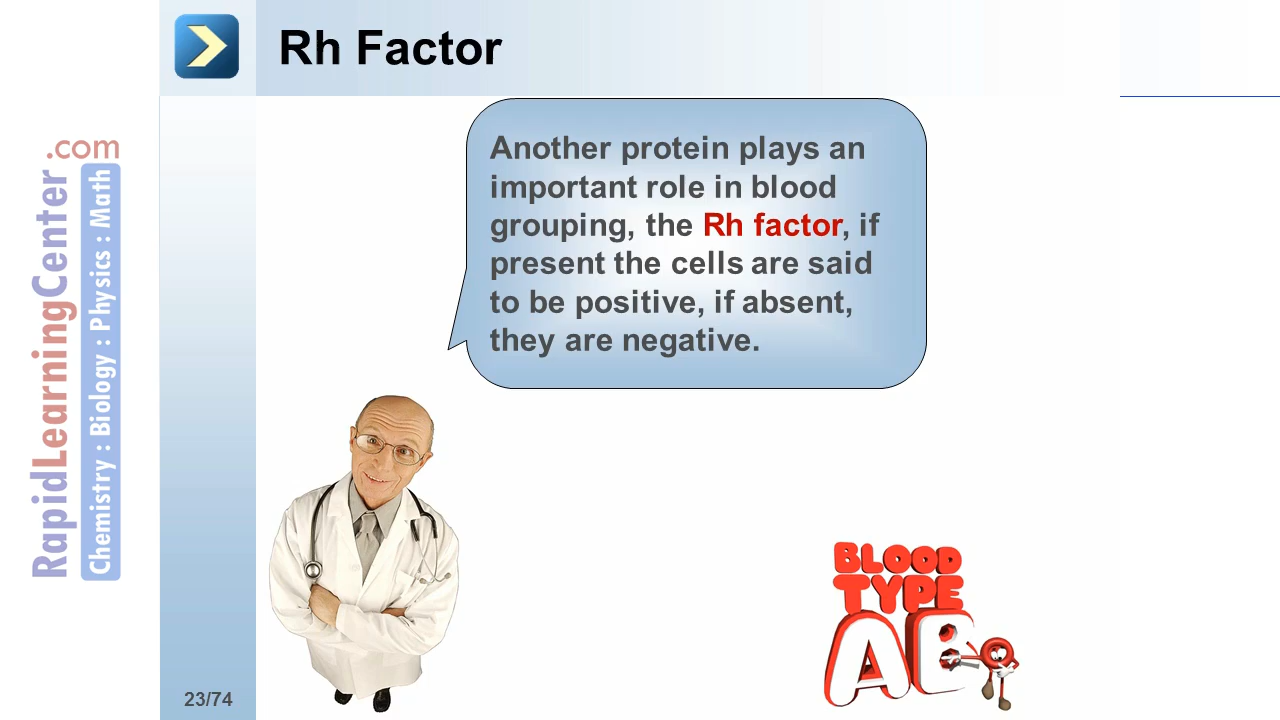 Rh Factor
Another protein plays an
important role in blood
grouping, the Rh factor, if
present the cells are said
to be positive, if absent,
they are negative.
RapidLearningCenter.com
Chemistry : Biology : Physics : Math
BLOOD
TYPE
AB
23/74